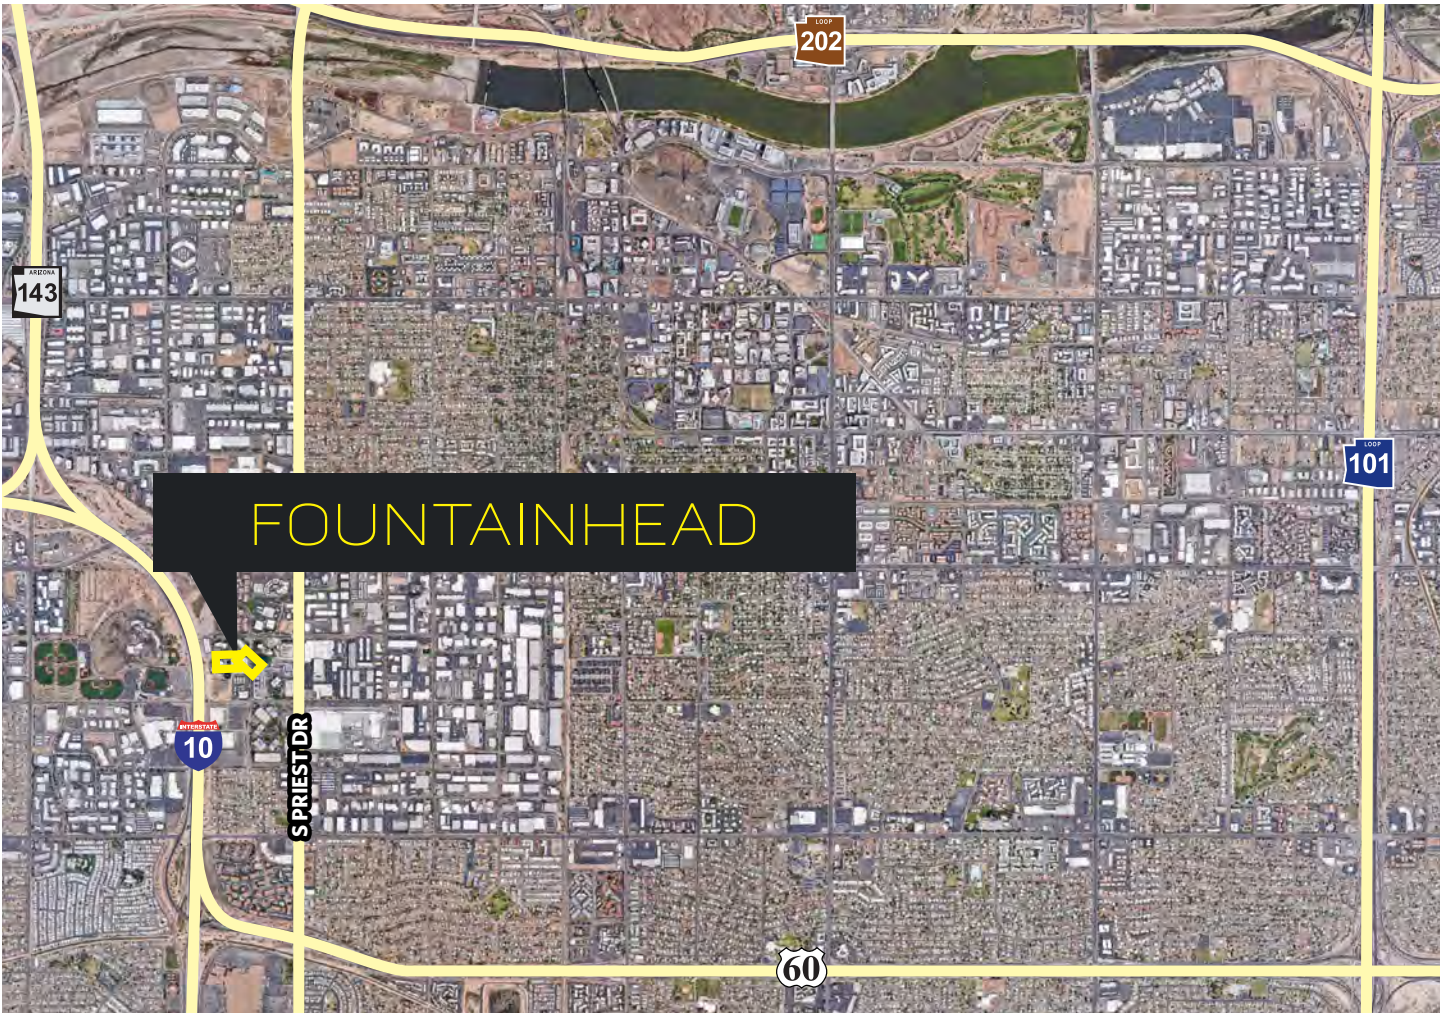 LOOP
202
ARIZONA
143
LOOP
101
FOUNTAINHEAD
INTERSTATE
10
S PRIEST DR
60